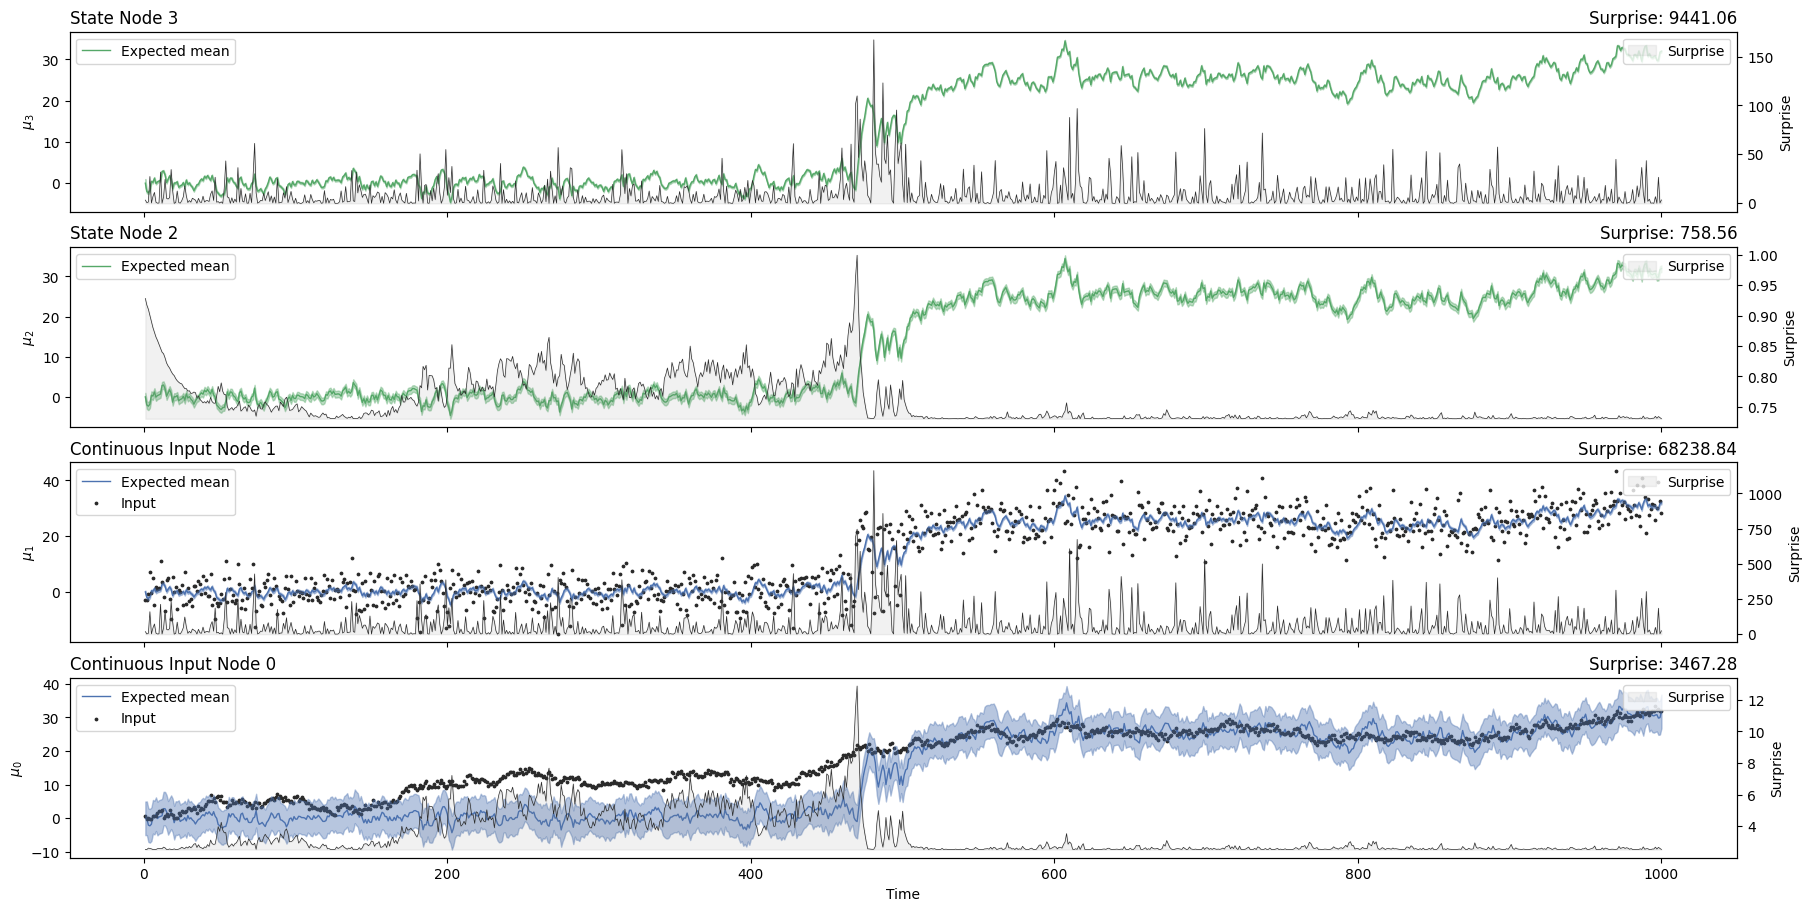 State Node 3
Surprise: 9441.06
Expected mean
Surprise
30
20
10
0
μ3
150
100
50
0
Surprise
State Node 2
Surprise: 758.56
Expected mean
Surprise
30
20
10
0
μ2
1.00
0.95
0.90
0.85
0.80
0.75
Surprise
Continuous Input Node 1
Surprise: 68238.84
Expected mean
Input
Surprise
40
20
0
μ1
1000
750
500
250
0
Surprise
Continuous Input Node 0
Surprise: 3467.28
Expected mean
Input
Surprise
40
30
20
10
0
−10
μ0
12
10
8
6
4
Surprise
0 200 400 600 800 1000
Time